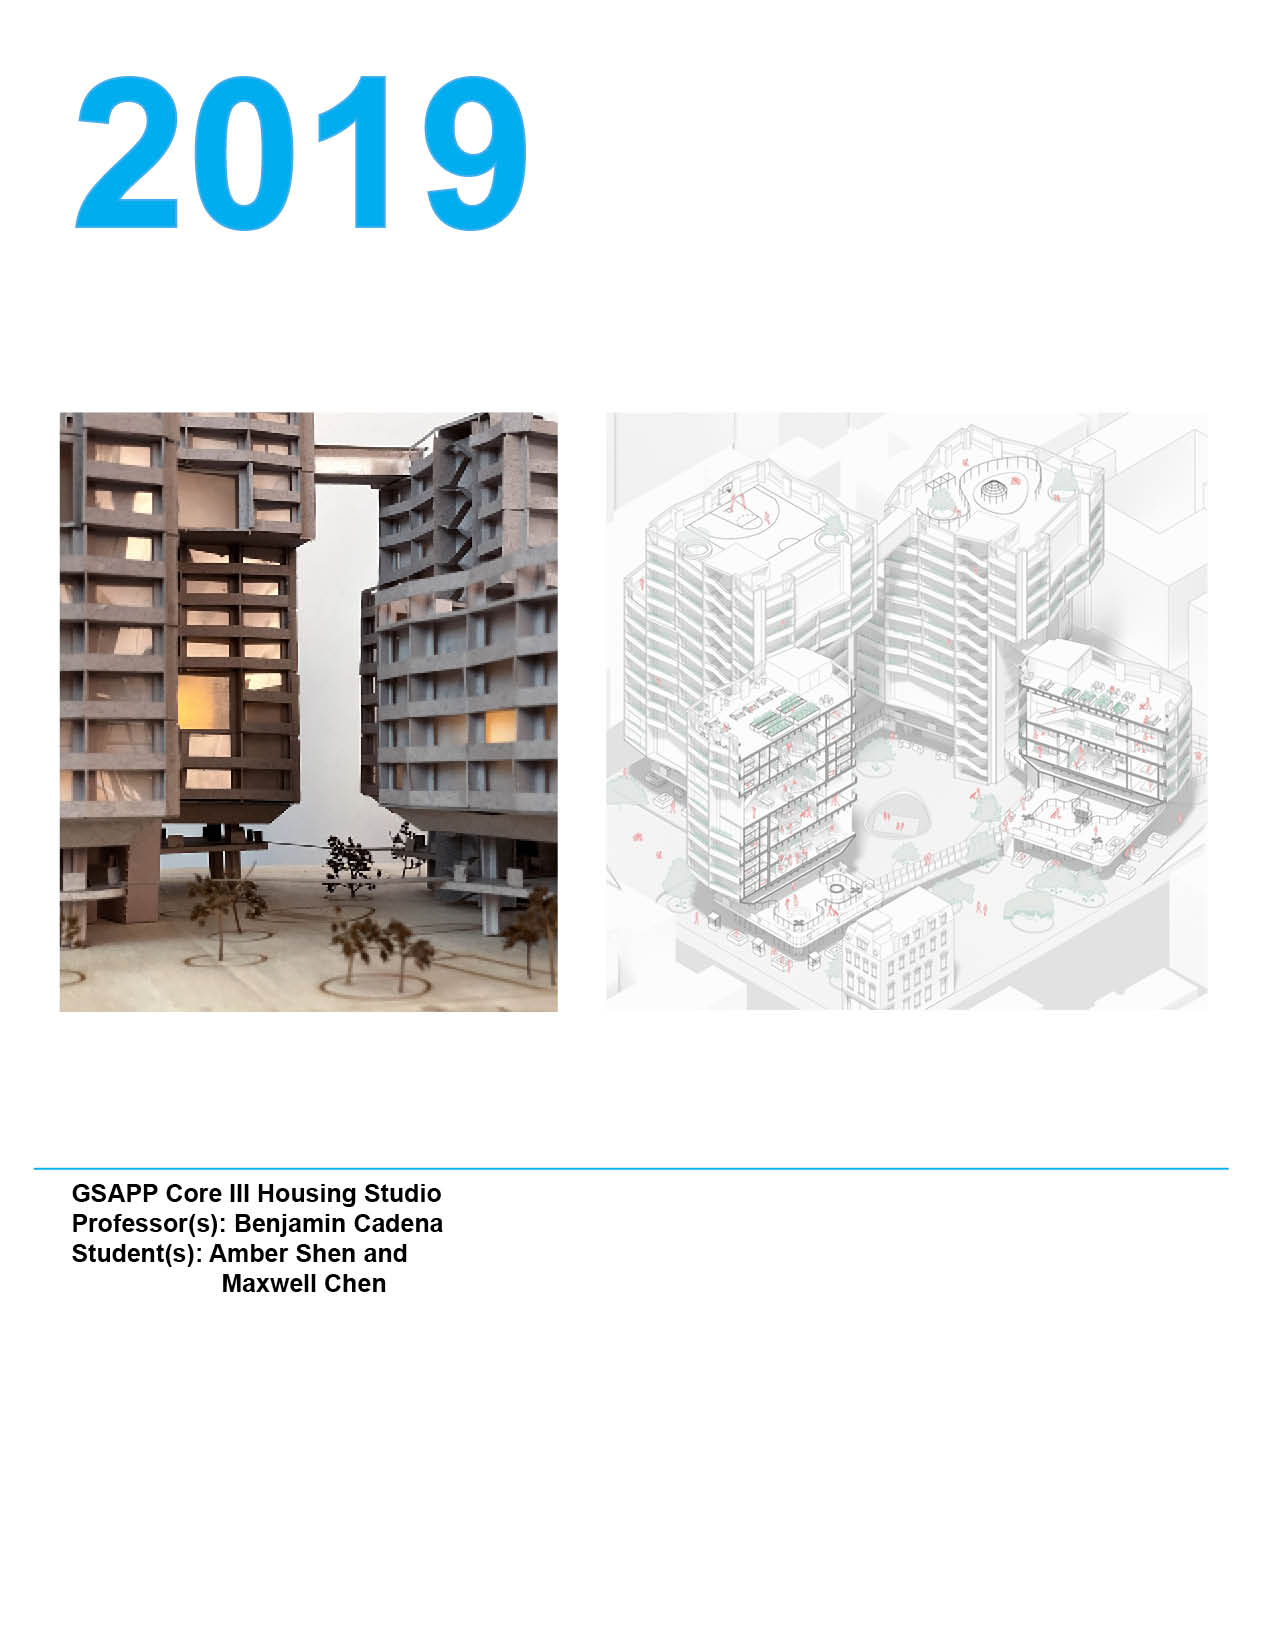 2019
GSAPP Core III Housing Studio
Professor(s): Benjamin Cadena
Student(s): Amber Shen and
Maxwell Chen